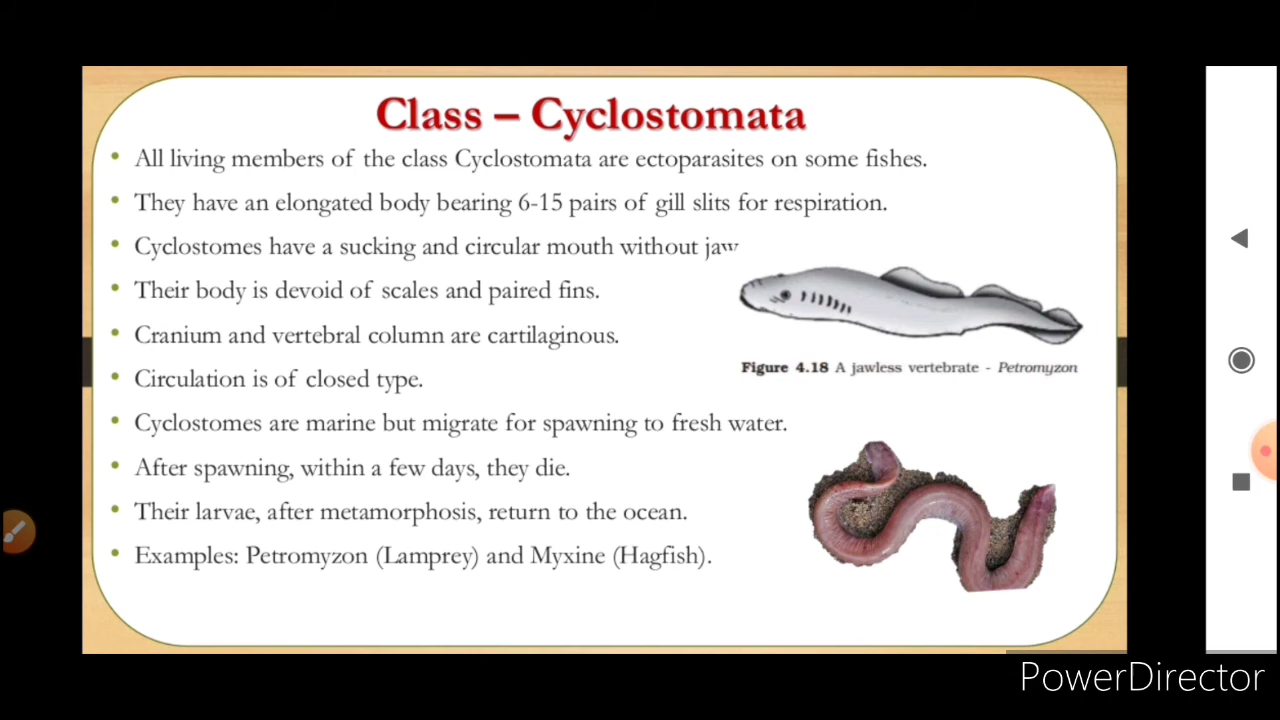 Class – Cyclostomata
• All living members of the class Cyclostomata are ectoparasites on some fishes.
• They have an elongated body bearing 6-15 pairs of gill slits for respiration.
• Cyclostomes have a sucking and circular mouth without jaw
• Their body is devoid of scales and paired fins.
• Cranium and vertebral column are cartilaginous.
Figure 4.18 A jawless vertebrate - Petromyzon
• Circulation is of closed type.
• Cyclostomes are marine but migrate for spawning to fresh water.
• After spawning, within a few days, they die.
• Their larvae, after metamorphosis, return to the ocean.
• Examples: Petromyzon (Lamprey) and Myxine (Hagfish).
PowerDirector